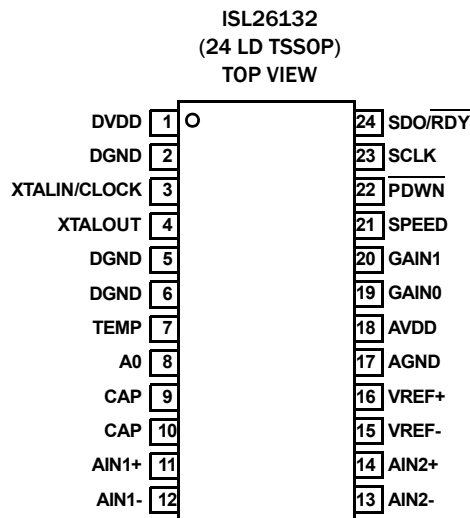 ISL26132
(24 LD TSSOP)
TOP VIEW
DVDD 1 24 SDO/RDY
DGND 2 23 SCLK
XTALIN/CLOCK 3 22 PDWN
XTALOUT 4 21 SPEED
DGND 5 20 GAIN1
DGND 6 19 GAIN0
TEMP 7 18 AVDD
A0 8 17 AGND
CAP 9 16 VREF+
CAP 10 15 VREF-
AIN1+ 11 14 AIN2+
AIN1- 12 13 AIN2-